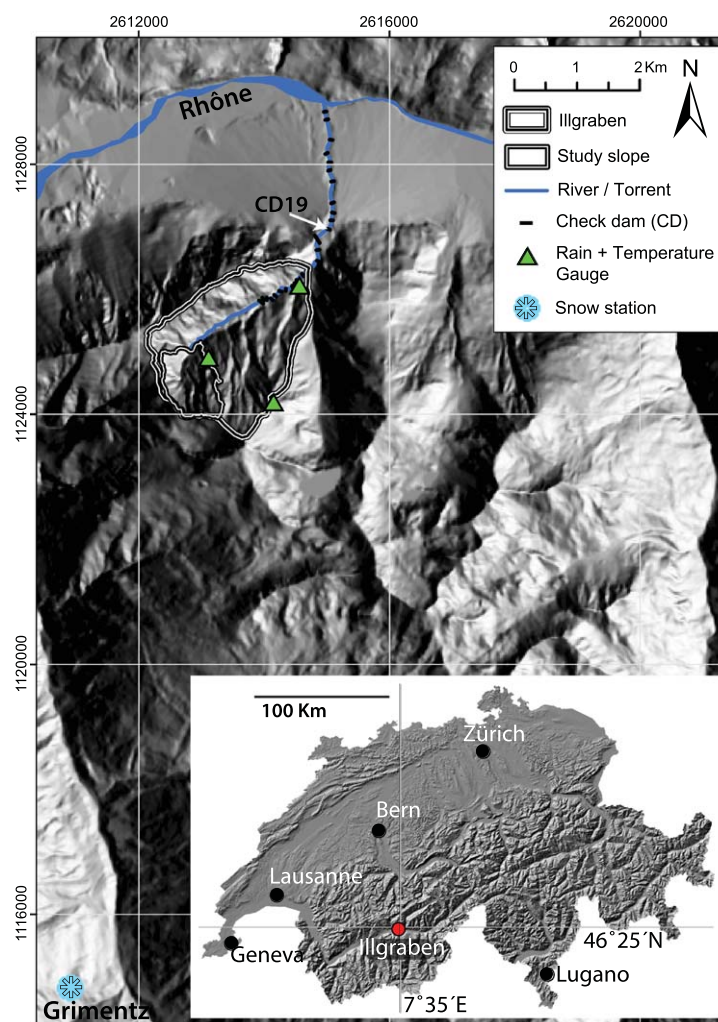 2612000
2616000
2620000
0 1 2 Km
N
Illgraben
Study slope
River / Torrent
Check dam (CD)
Rain + Temperature
Gauge
Snow station
Rhône
CD19
1128000
1124000
1120000
1116000
100 Km
Zürich
Bern
Lausanne
Geneva
Illgraben
46°25´N
Lugano
7°35´E
Grimentz